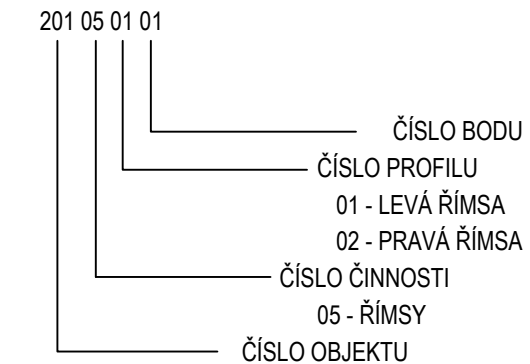 201 05 01 01
ČÍSLO BODU
ČÍSLO PROFILU
01 - LEVÁ ŘÍMSA
02 - PRAVÁ ŘÍMSA
ČÍSLO ČINNOSTI
05 - ŘÍMSY
ČÍSLO OBJEKTU